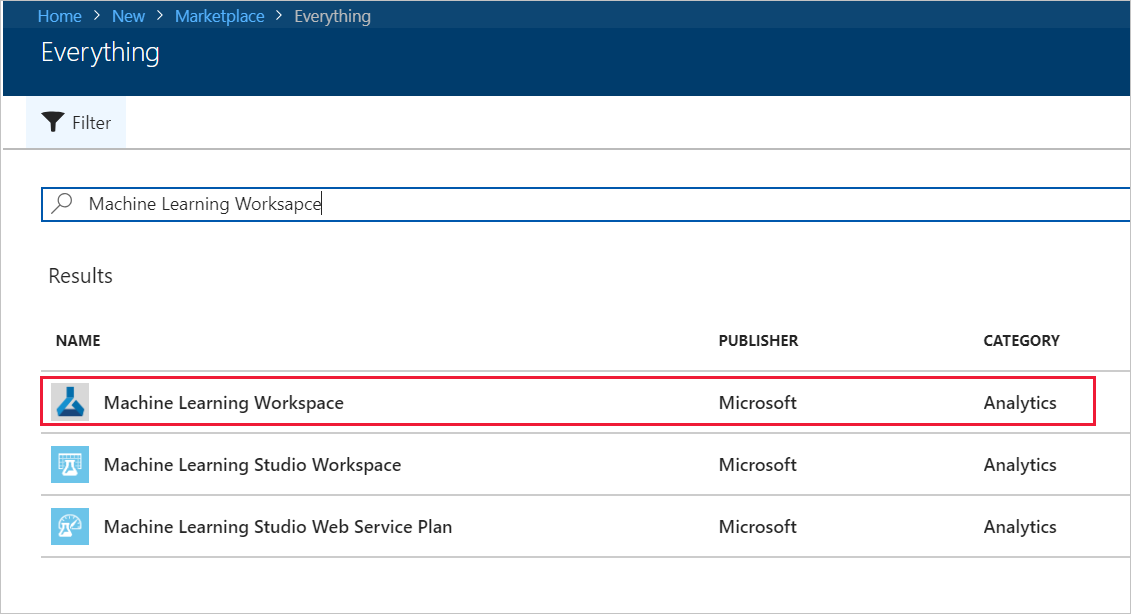 Home > New > Marketplace > Everything
Everything
Filter
Machine Learning Worksapce
Results
NAME PUBLISHER CATEGORY
Machine Learning Workspace Microsoft Analytics
Machine Learning Studio Workspace Microsoft Analytics
Machine Learning Studio Web Service Plan Microsoft Analytics